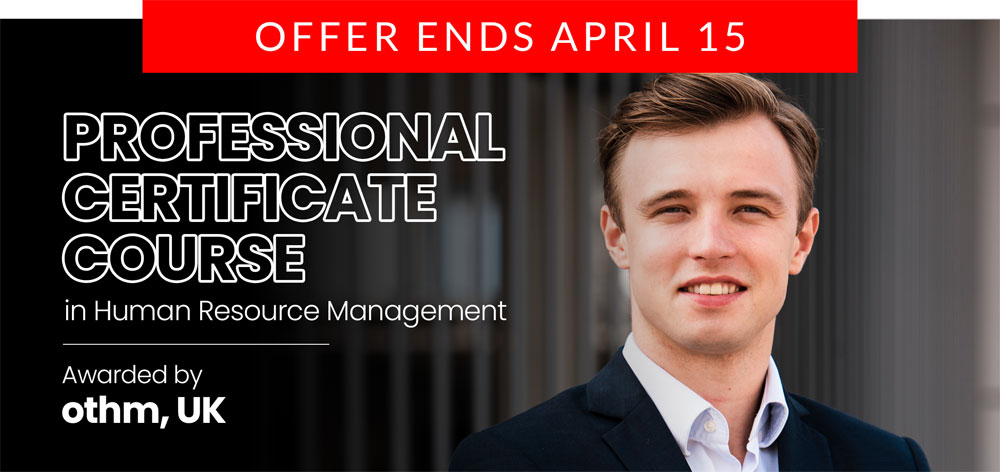 OFFER ENDS APRIL 15
PROFESSIONAL
CERTIFICATE
COURSE
in Human Resource Management
Awarded by
othm, UK